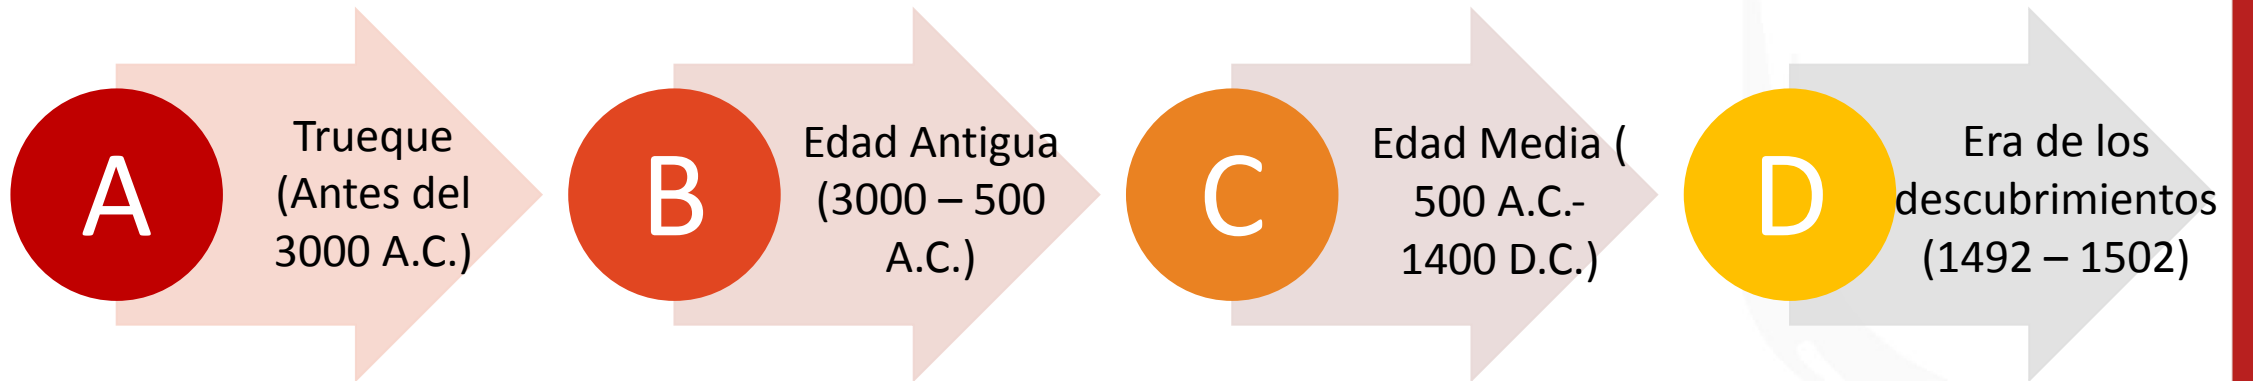 A
Trueque
(Antes del
3000 A.C.)
B
Edad Antigua
(3000 – 500
A.C.)
C
Edad Media (
500 A.C.-
1400 D.C.)
D
Era de los
descubrimientos
(1492 – 1502)